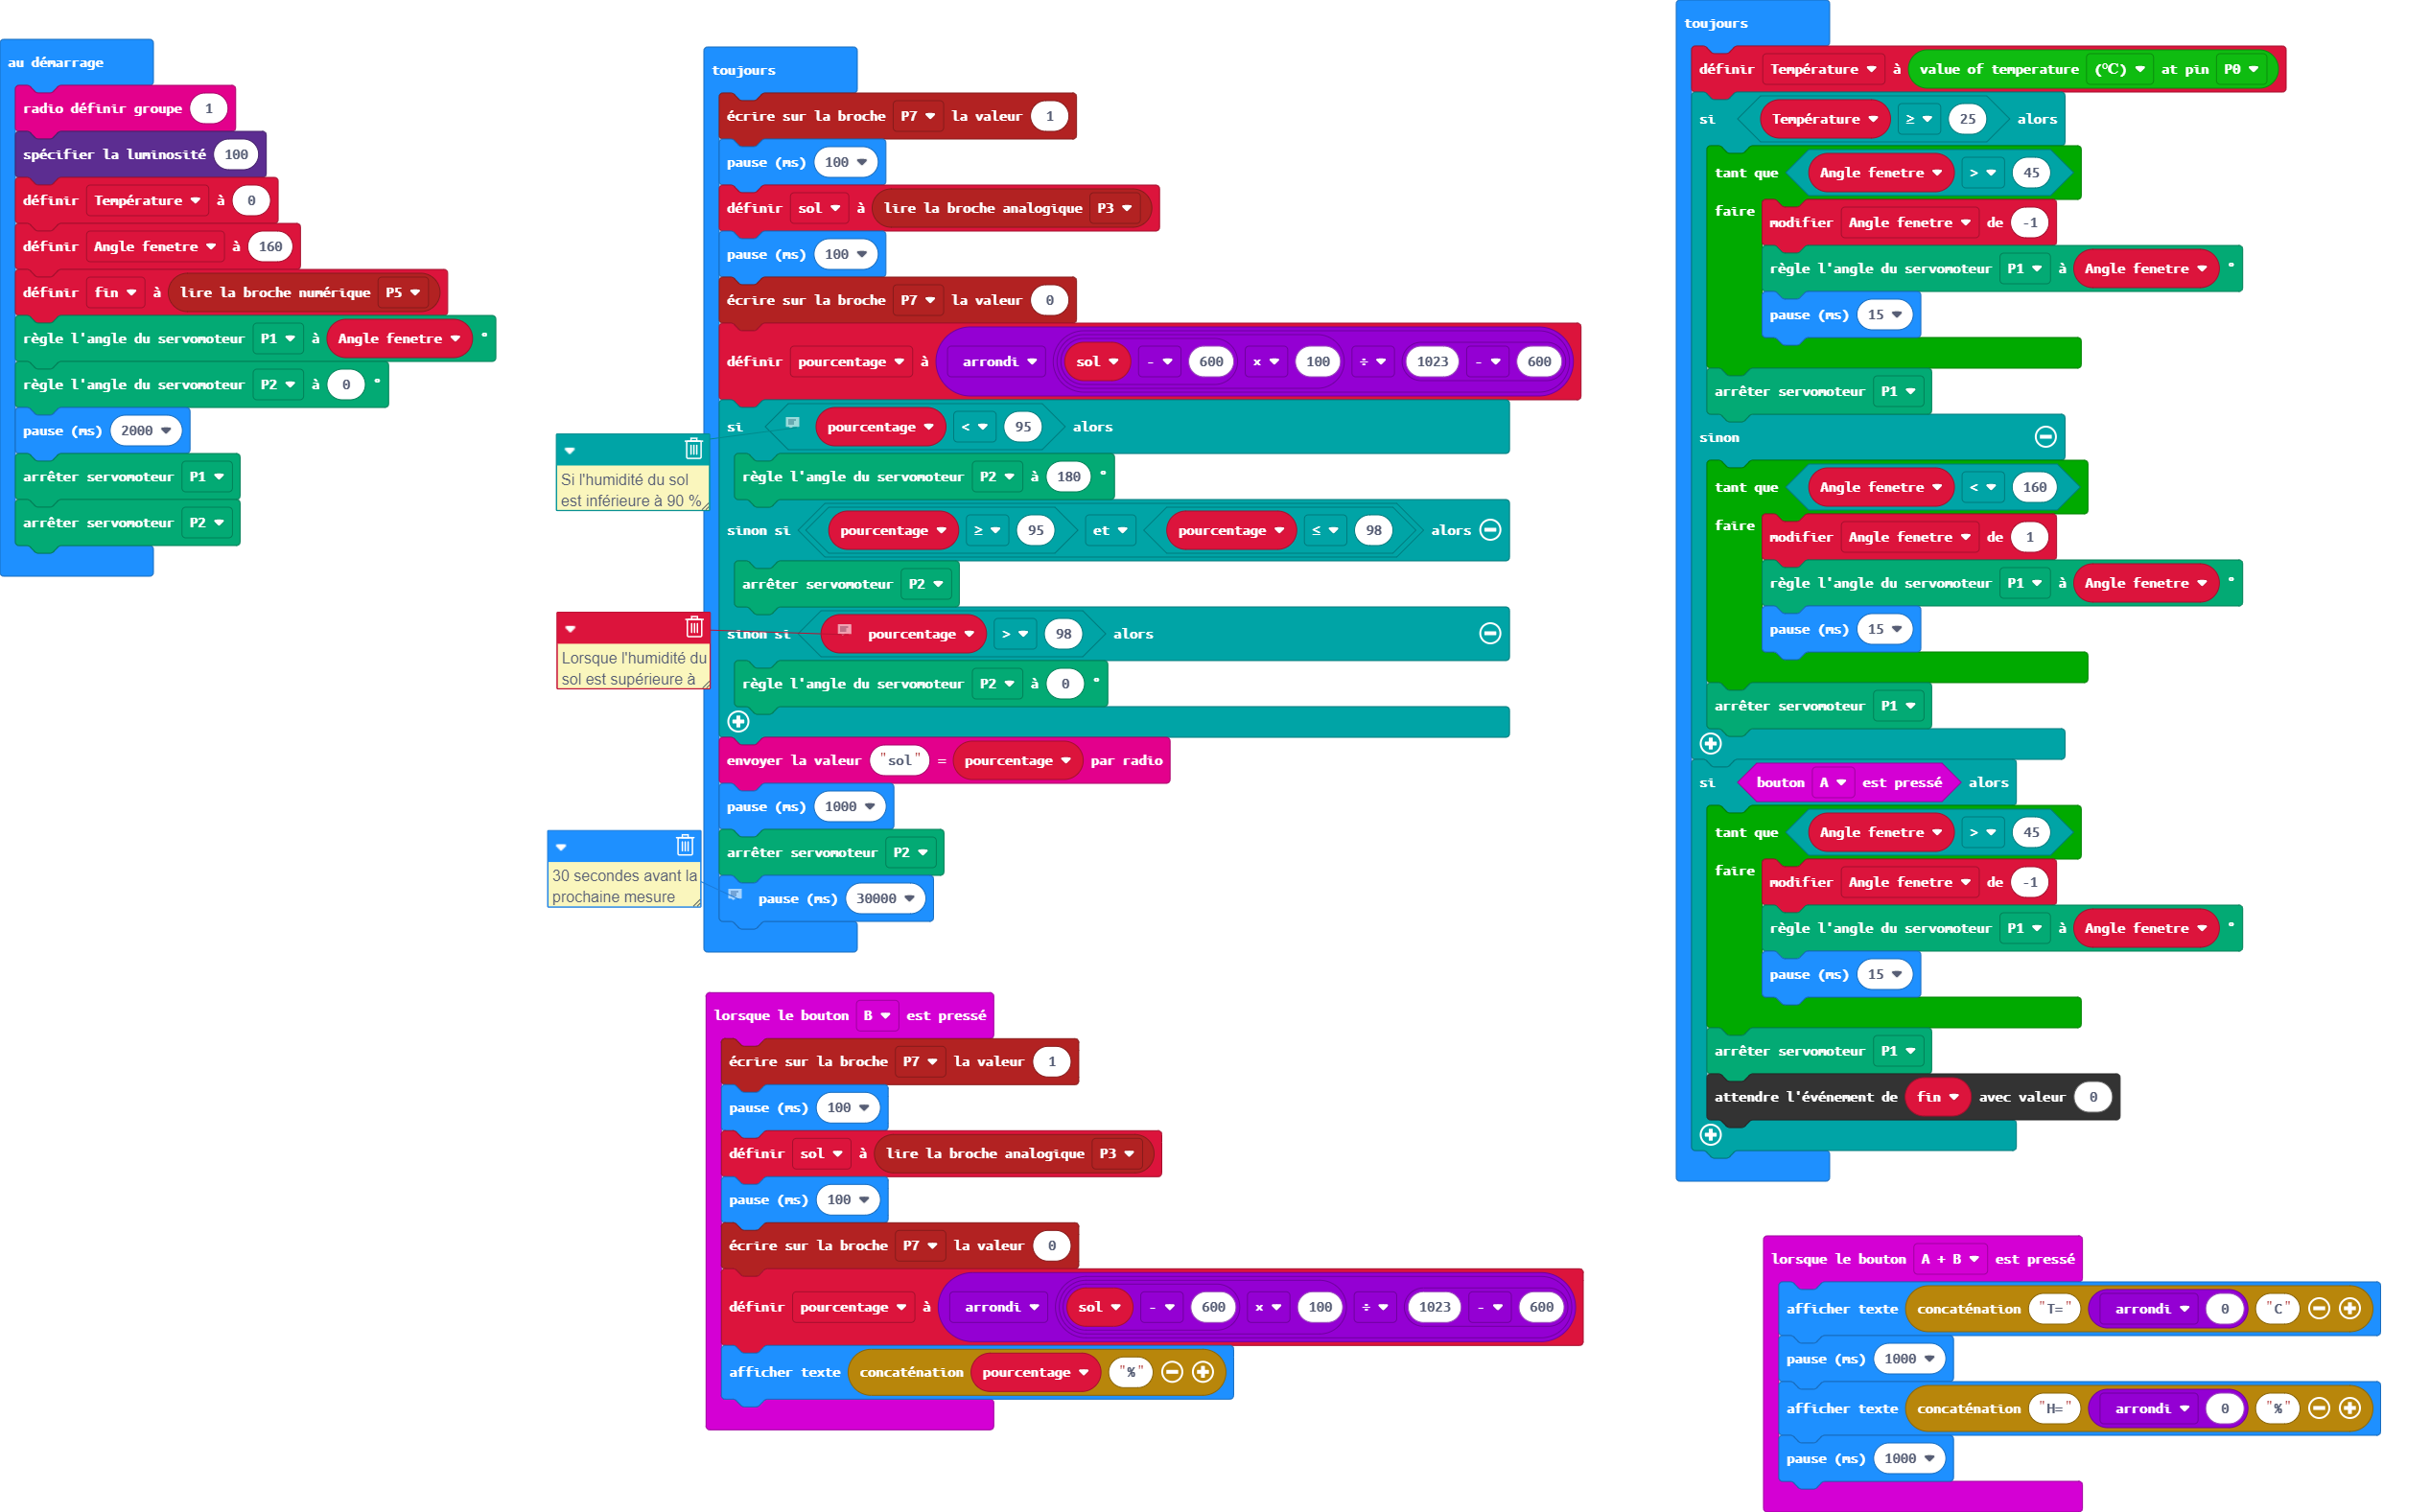 au démarrage
radio définir groupe 1
spécifier la luminosité 100
définir Température à 0
définir Angle fenetre à 160
définir fin à lire la broche numérique P5
règle l'angle du servomoteur P1 à Angle fenetre °
règle l'angle du servomoteur P2 à 0 °
pause (ms) 2000
arrêter servomoteur P1
arrêter servomoteur P2
toujours
écrire sur la broche P7 la valeur 1
pause (ms) 100
définir sol à lire la broche analogique P3
pause (ms) 100
écrire sur la broche P7 la valeur 0
définir pourcentage à arrondi sol - 600 × 100 ÷ 1023 - 600
si pourcentage < 95 alors
règle l'angle du servomoteur P2 à 180 °
sinon si pourcentage ≥ 95 et pourcentage ≤ 98 alors
arrêter servomoteur P2
sinon si pourcentage > 98 alors
règle l'angle du servomoteur P2 à 0 °
envoyer la valeur "sol" = pourcentage par radio
pause (ms) 1000
arrêter servomoteur P2
pause (ms) 30000
Si l'humidité du sol
est inférieure à 90 %
Lorsque l'humidité du
sol est supérieure à
30 secondes avant la
prochaine mesure
lorsque le bouton B est pressé
écrire sur la broche P7 la valeur 1
pause (ms) 100
définir sol à lire la broche analogique P3
pause (ms) 100
écrire sur la broche P7 la valeur 0
définir pourcentage à arrondi sol - 600 × 100 ÷ 1023 - 600
afficher texte concaténation pourcentage "%"
toujours
définir Température à value of temperature (℃) at pin P0
si Température ≥ 25 alors
tant que Angle fenetre > 45
faire
modifier Angle fenetre de -1
règle l'angle du servomoteur P1 à Angle fenetre °
pause (ms) 15
arrêter servomoteur P1
sinon
tant que Angle fenetre < 160
faire
modifier Angle fenetre de 1
règle l'angle du servomoteur P1 à Angle fenetre °
pause (ms) 15
arrêter servomoteur P1
si bouton A est pressé alors
tant que Angle fenetre > 45
faire
modifier Angle fenetre de -1
règle l'angle du servomoteur P1 à Angle fenetre °
pause (ms) 15
arrêter servomoteur P1
attendre l'événement de fin avec valeur 0
lorsque le bouton A + B est pressé
afficher texte concaténation "T=" arrondi 0 "C"
pause (ms) 1000
afficher texte concaténation "H=" arrondi 0 "%"
pause (ms) 1000